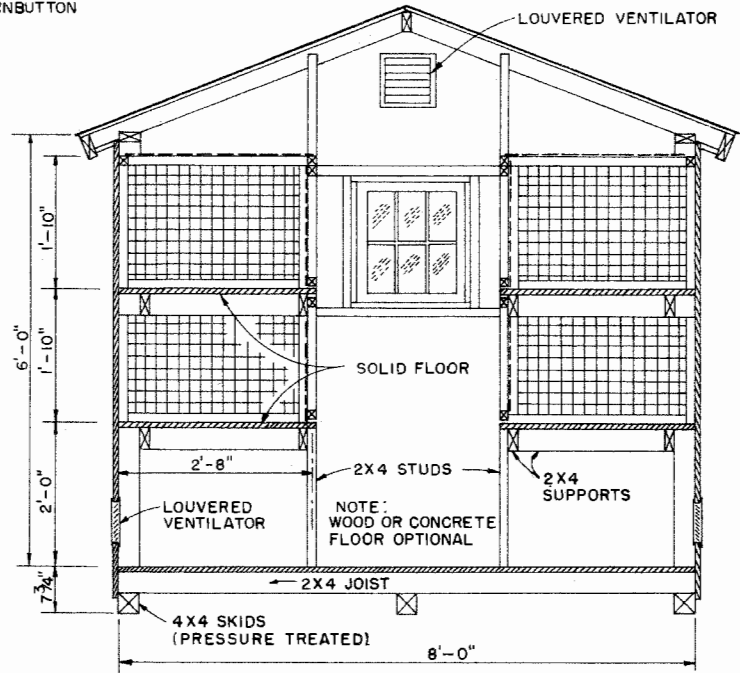 LOUVERED VENTILATOR
1'-10"
6'-0"
1'-10"
SOLID FLOOR
2'-8"
2X4 STUDS
2X4
SUPPORTS
2'-0"
LOUVERED
VENTILATOR
NOTE:
WOOD OR CONCRETE
FLOOR OPTIONAL
7¾"
2X4 JOIST
4X4 SKIDS
(PRESSURE TREATED)
8'-0"